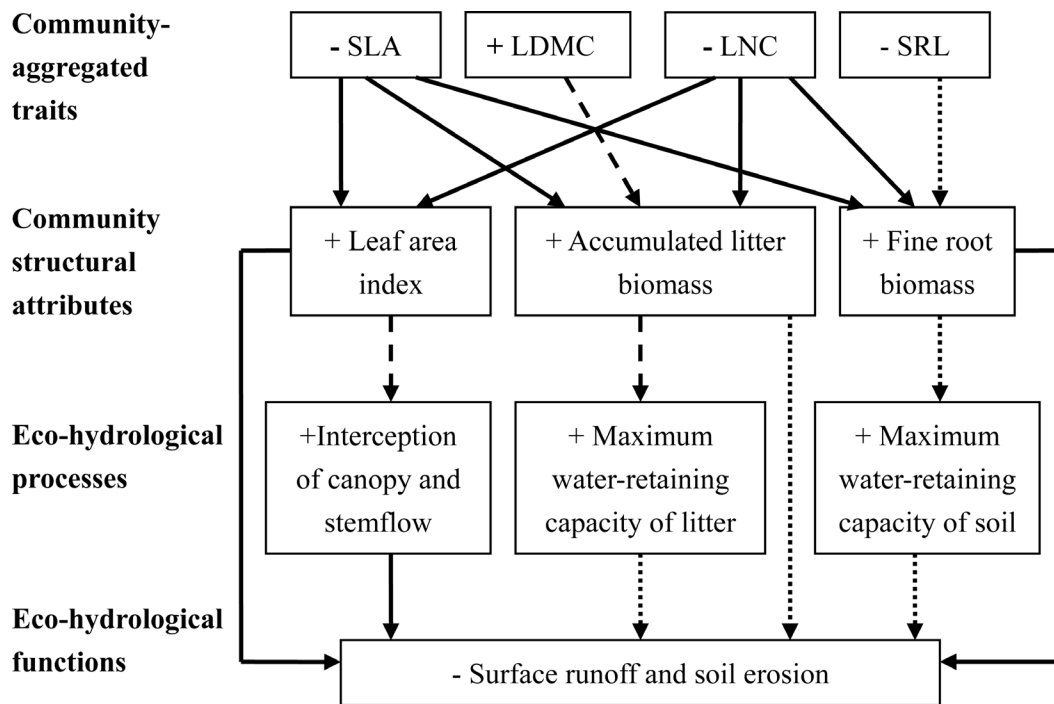 Community-
aggregated
traits
- SLA
+ LDMC
- LNC
- SRL
Community
structural
attributes
+ Leaf area
index
+ Accumulated litter
biomass
+ Fine root
biomass
Eco-hydrological
processes
+Interception
of canopy and
stemflow
+ Maximum
water-retaining
capacity of litter
+ Maximum
water-retaining
capacity of soil
Eco-hydrological
functions
- Surface runoff and soil erosion